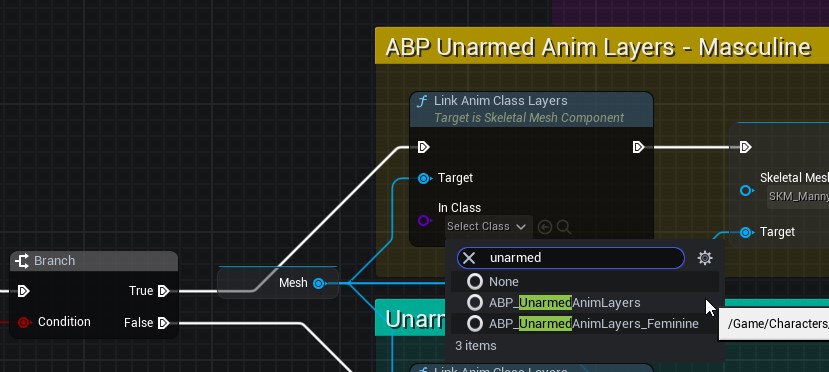 ABP Unarmed Anim Layers - Masculine
Link Anim Class Layers
Target is Skeletal Mesh Component
Target
In Class
Select Class
Skeletal Mesh
SKM_Manny
Target
unarmed
None
ABP_UnarmedAnimLayers
ABP_UnarmedAnimLayers_Feminine
3 items
/Game/Characters/
Branch
True
Condition
False
Mesh
Unarm
Link Anim Class Layers